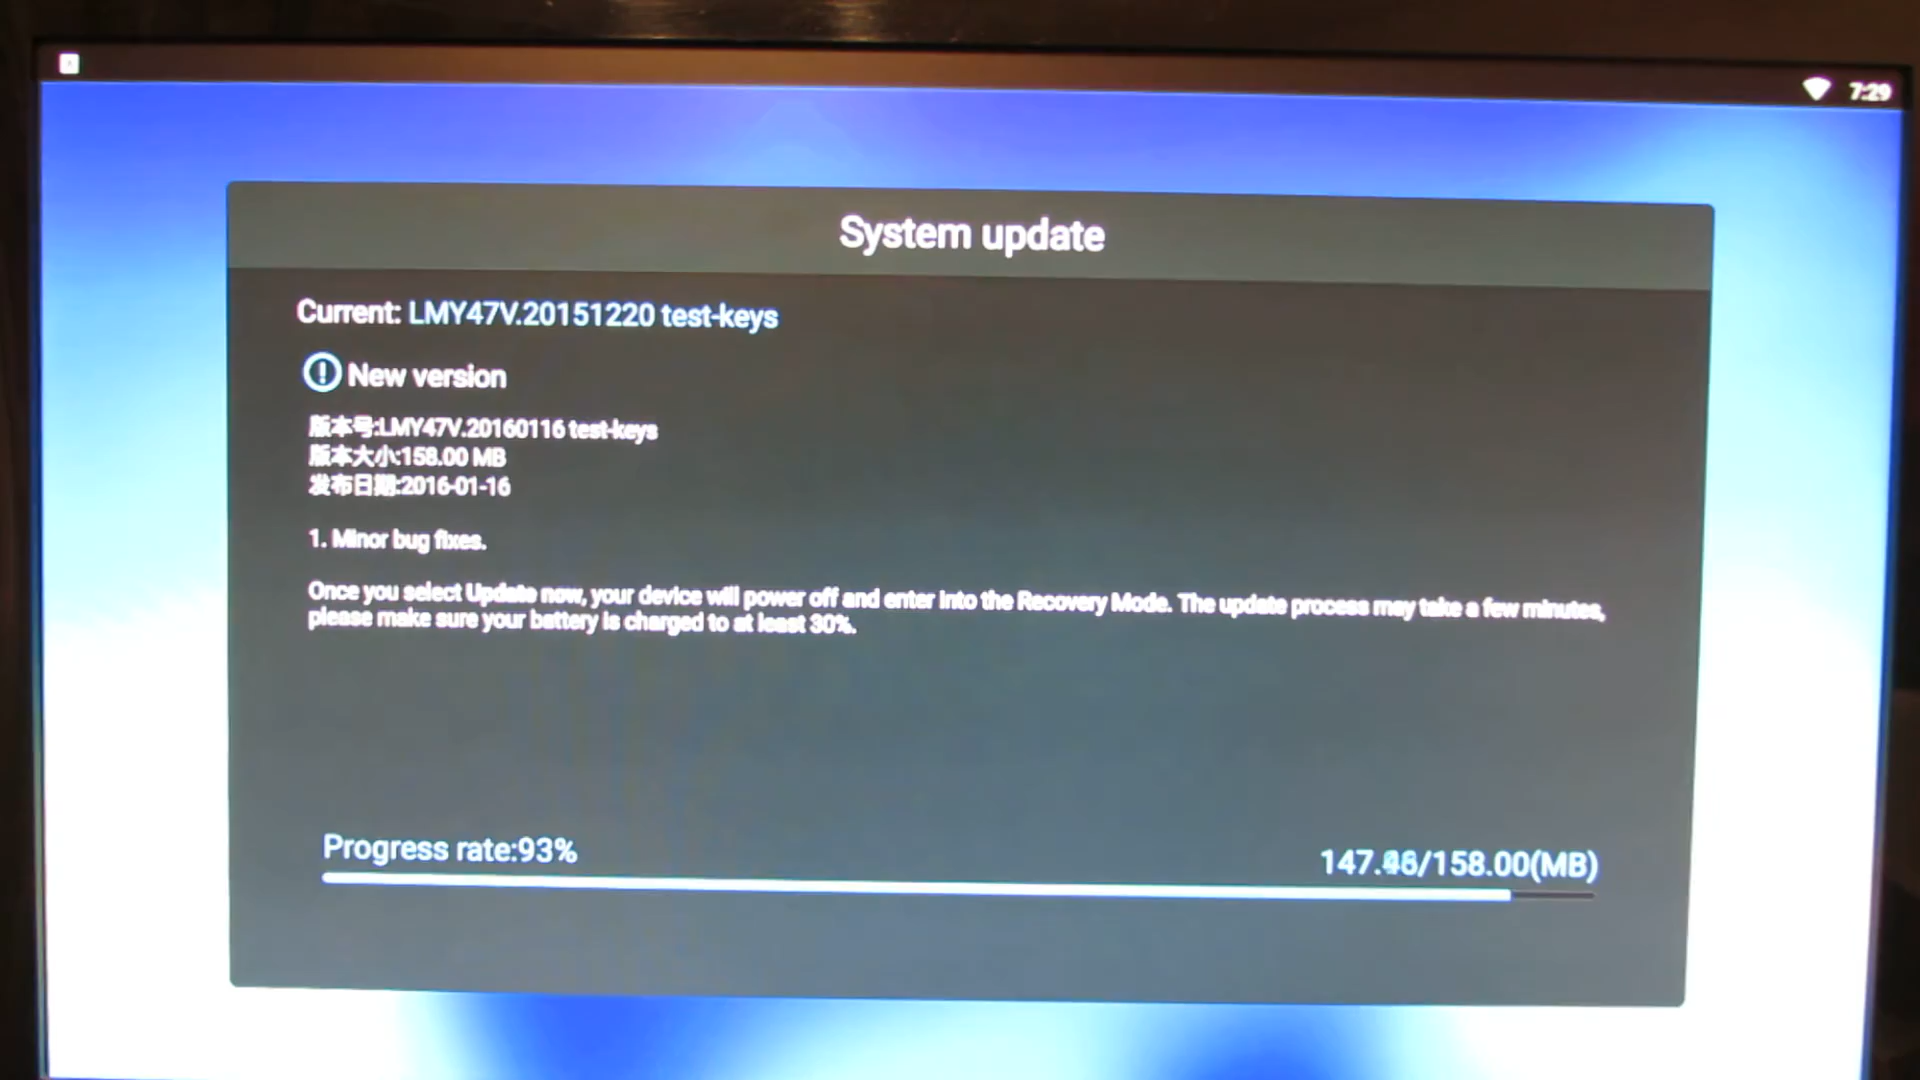 7:29
System update
Current: LMY47V.20151220 test-keys
New version
版本号:LMY47V.20160116 test-keys
版本大小:158.00 MB
发布日期:2016-01-16
1. Minor bug fixes.
Once you select Update now, your device will power off and enter into the Recovery Mode. The update process may take a few minutes,
please make sure your battery is charged to at least 30%.
Progress rate:93%
/158.00(MB)